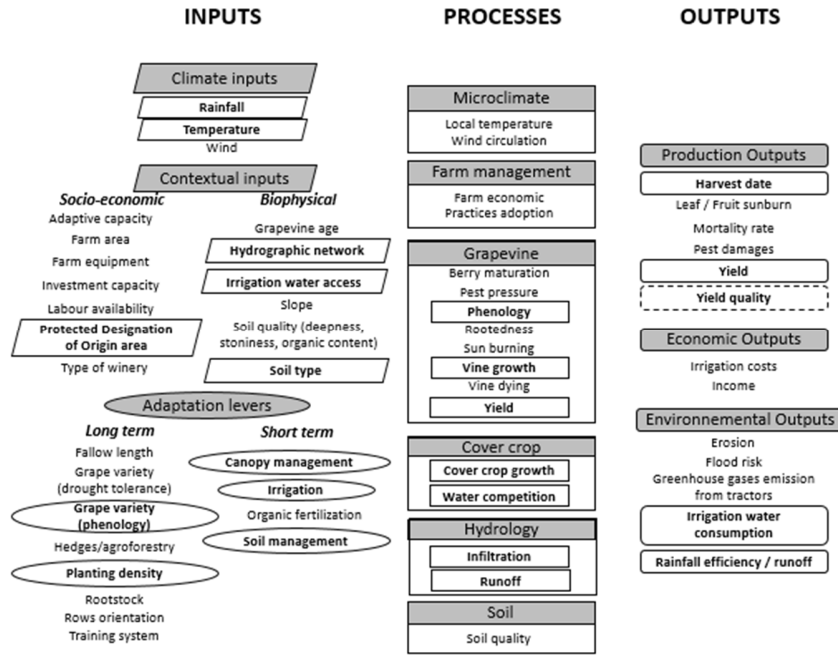 INPUTS
Climate inputs
Rainfall
Temperature
Wind
Contextual inputs
Socio-economic
Adaptive capacity
Farm area
Farm equipment
Investment capacity
Labour availability
Protected Designation
of Origin area
Type of winery
Biophysical
Grapevine age
Hydrographic network
Irrigation water access
Slope
Soil quality (deepness,
stoniness, organic content)
Soil type
Adaptation levers
Long term
Fallow length
Grape variety
(drought tolerance)
Grape variety
(phenology)
Hedges/agroforestry
Planting density
Rootstock
Rows orientation
Training system
Short term
Canopy management
Irrigation
Organic fertilization
Soil management
PROCESSES
Microclimate
Local temperature
Wind circulation
Farm management
Farm economic
Practices adoption
Grapevine
Berry maturation
Pest pressure
Phenology
Rootedness
Sun burning
Vine growth
Vine dying
Yield
Cover crop
Cover crop growth
Water competition
Hydrology
Infiltration
Runoff
Soil
Soil quality
OUTPUTS
Production Outputs
Harvest date
Leaf / Fruit sunburn
Mortality rate
Pest damages
Yield
Yield quality
Economic Outputs
Irrigation costs
Income
Environnemental Outputs
Erosion
Flood risk
Greenhouse gases emission
from tractors
Irrigation water
consumption
Rainfall efficiency / runoff